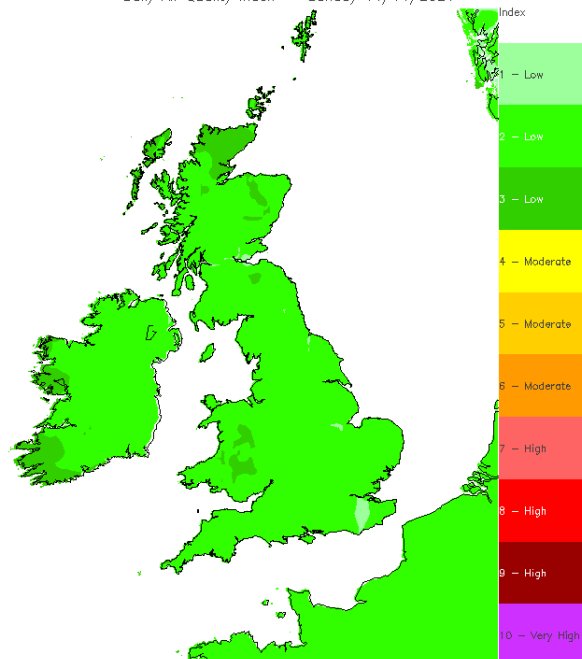 Index
1 - Low
2 - Low
3 - Low
4 - Moderate
5 - Moderate
6 - Moderate
7 - High
8 - High
9 - High
10 - Very High